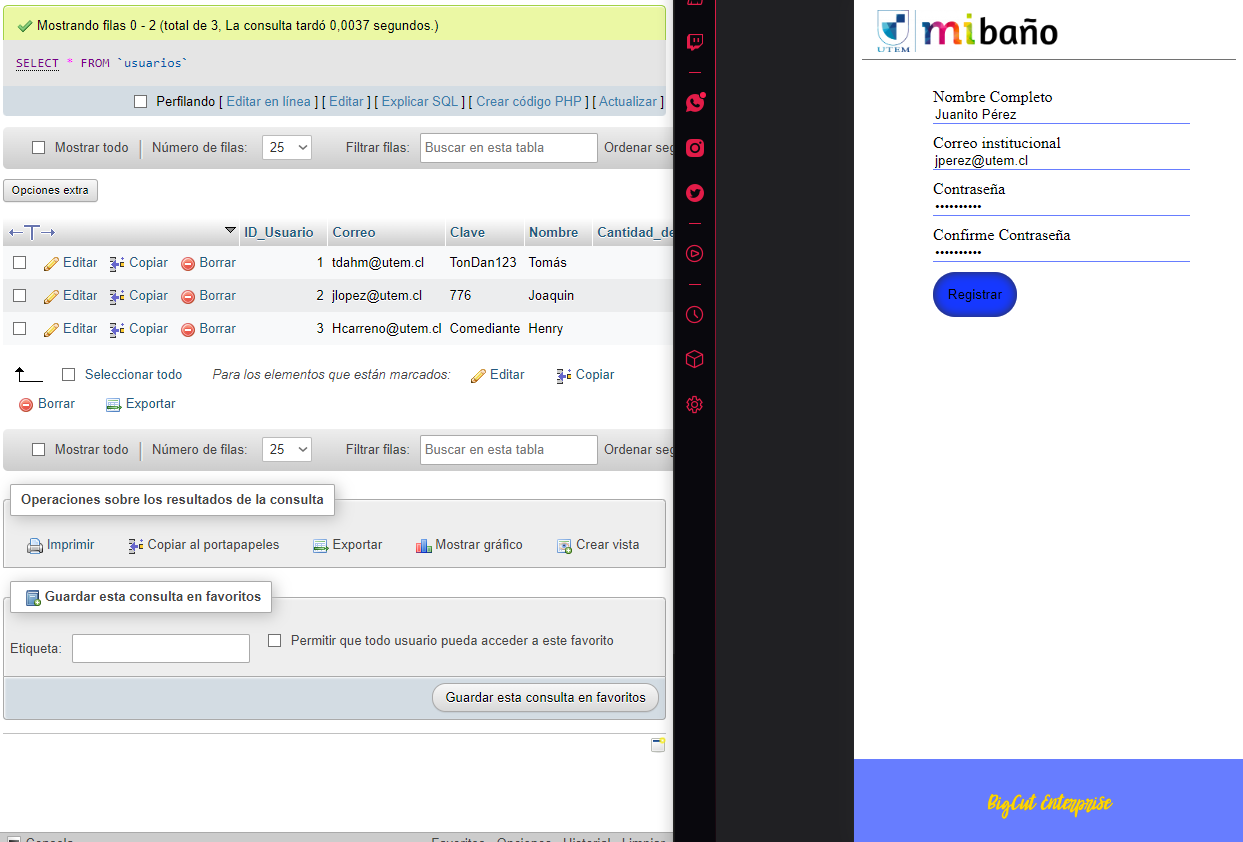 Mostrando filas 0 - 2 (total de 3, La consulta tardó 0,0037 segundos.)
SELECT * FROM `usuarios`
Perfilando [ Editar en línea ] [ Editar ] [ Explicar SQL ] [ Crear código PHP ] [ Actualizar ]
Mostrar todo | Número de filas: 25 Filtrar filas: Buscar en esta tabla Ordenar seg
Opciones extra
←T→ ID_Usuario Correo Clave Nombre Cantidad_de
Editar Copiar Borrar 1 tdahm@utem.cl TonDan123 Tomás
Editar Copiar Borrar 2 jlopez@utem.cl 776 Joaquin
Editar Copiar Borrar 3 Hcarreno@utem.cl Comediante Henry
Seleccionar todo Para los elementos que están marcados: Editar Copiar
Borrar Exportar
Mostrar todo | Número de filas: 25 Filtrar filas: Buscar en esta tabla Ordenar seg
Operaciones sobre los resultados de la consulta
Imprimir Copiar al portapapeles Exportar Mostrar gráfico Crear vista
Guardar esta consulta en favoritos
Etiqueta: Permitir que todo usuario pueda acceder a este favorito
Guardar esta consulta en favoritos
Consola Favoritos Opciones Historial Limpiar
UTEM mibaño
Nombre Completo
Juanito Pérez
Correo institucional
jperez@utem.cl
Contraseña
••••••••••
Confirme Contraseña
••••••••••
Registrar
BigCut Enterprise